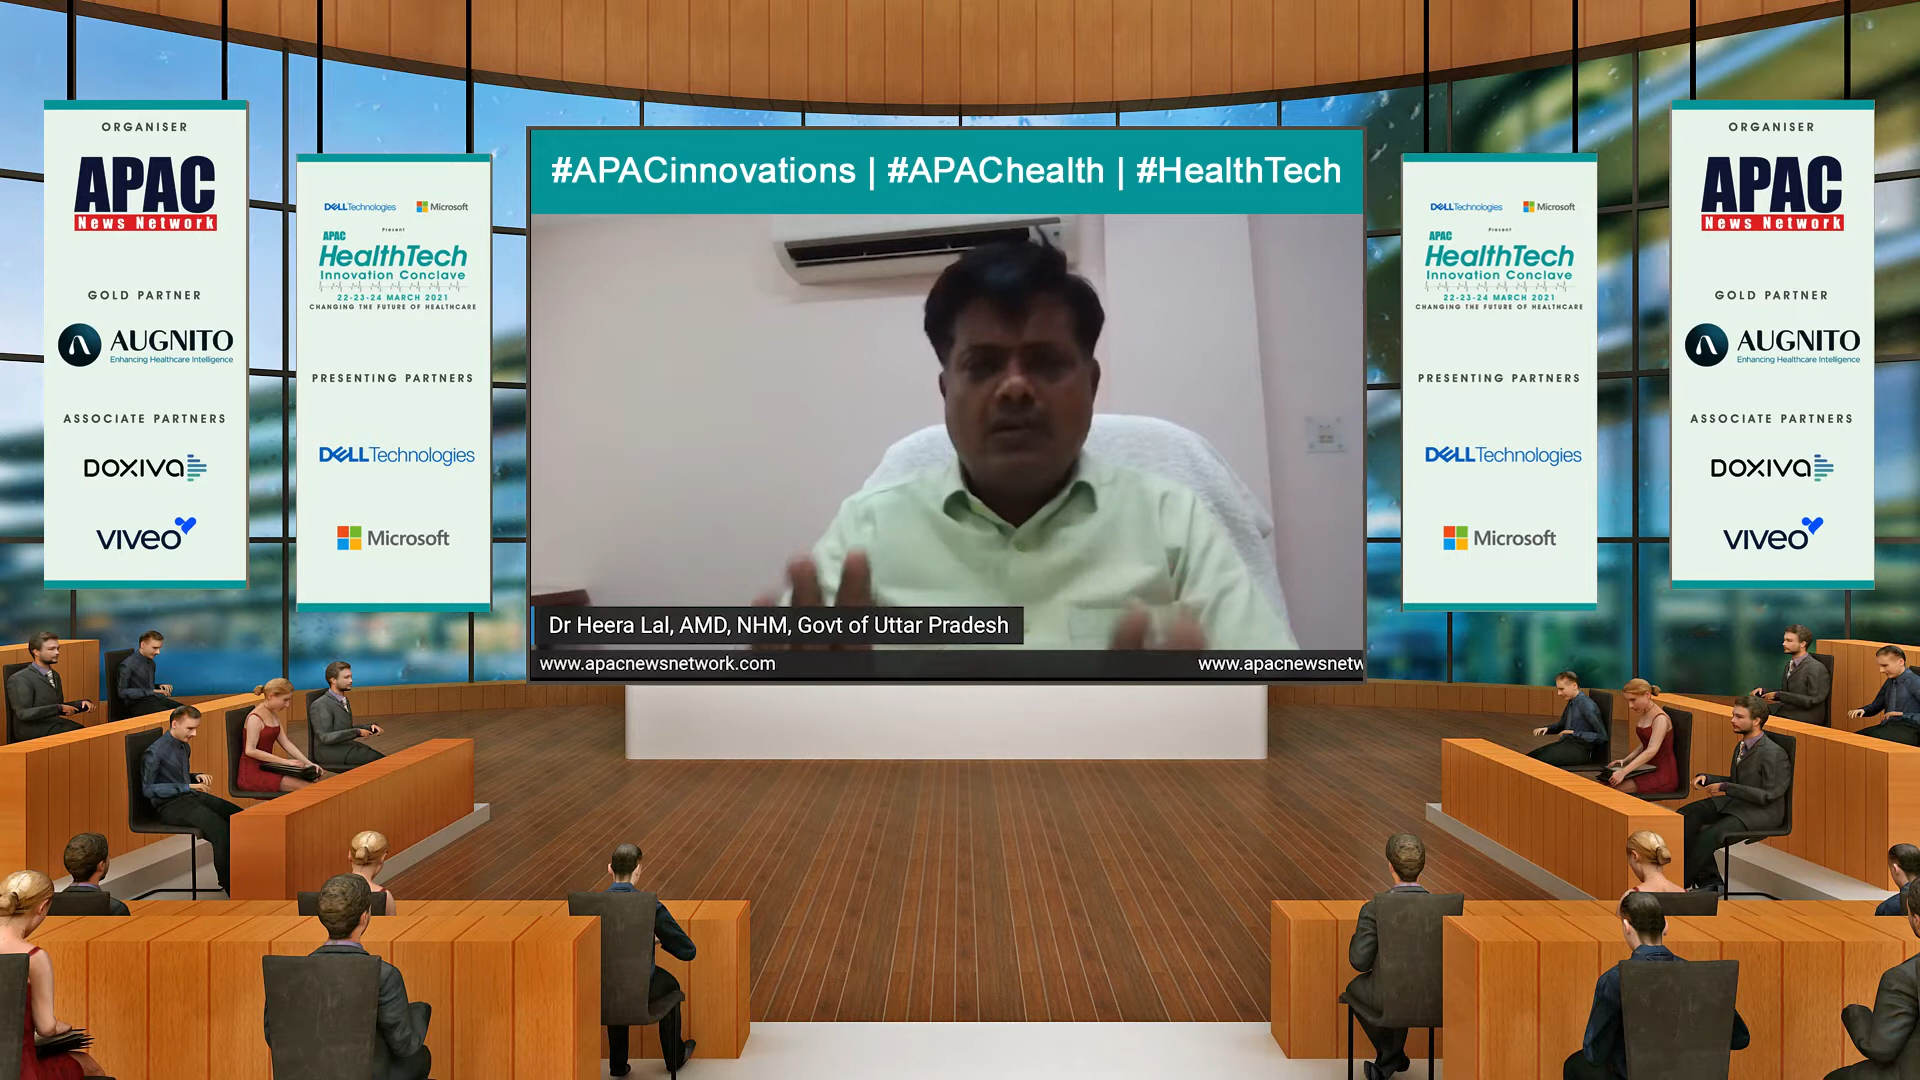 ORGANISER
APAC
News Network
GOLD PARTNER
AUGNITO
Enhancing Healthcare Intelligence
ASSOCIATE PARTNERS
DOXIVA
VIVEO
DELL Technologies
Microsoft
Present
APAC
HealthTech
Innovation Conclave
22-23-24 MARCH 2021
CHANGING THE FUTURE OF HEALTHCARE
PRESENTING PARTNERS
DELL Technologies
Microsoft
#APACinnovations | #APAChealth | #HealthTech
Dr Heera Lal, AMD, NHM, Govt of Uttar Pradesh
www.apacnewsnetwork.com
www.apacnewsnetw
DELL Technologies
Microsoft
Present
APAC
HealthTech
Innovation Conclave
22-23-24 MARCH 2021
CHANGING THE FUTURE OF HEALTHCARE
PRESENTING PARTNERS
DELL Technologies
Microsoft
ORGANISER
APAC
News Network
GOLD PARTNER
AUGNITO
Enhancing Healthcare Intelligence
ASSOCIATE PARTNERS
DOXIVA
VIVEO